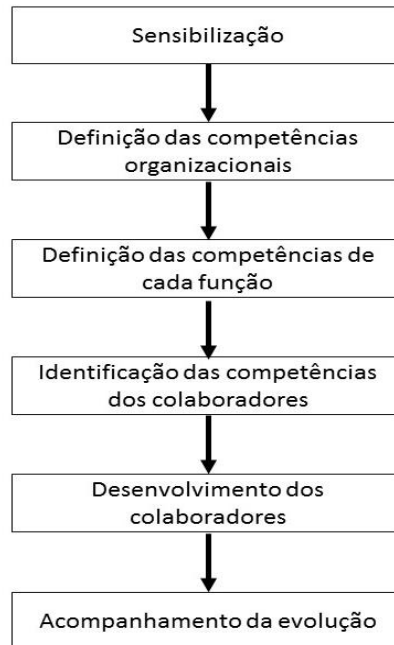 Sensibilização
Definição das competências
organizacionais
Definição das competências de
cada função
Identificação das competências
dos colaboradores
Desenvolvimento dos
colaboradores
Acompanhamento da evolução